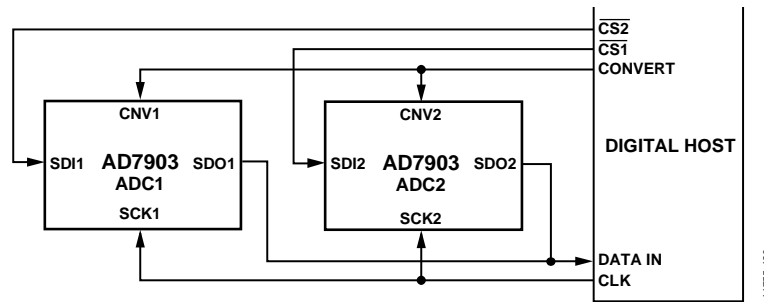 CS2
CS1
CONVERT
CNV1
CNV2
DIGITAL HOST
SDI1
AD7903
SDO1
ADC1
SDI2
AD7903
SDO2
ADC2
SCK1
SCK2
DATA IN
CLK